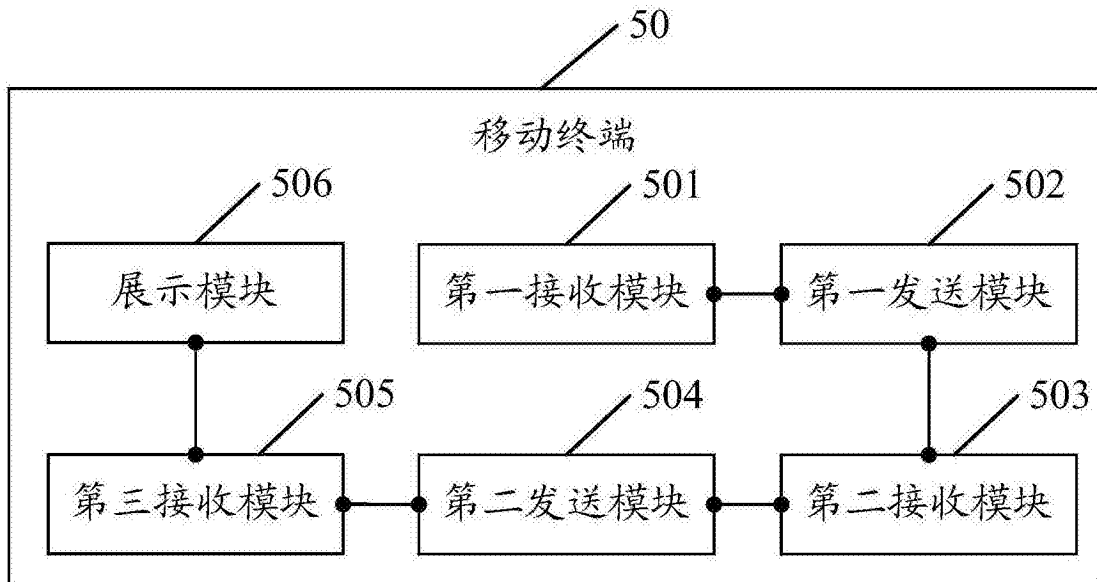 50
移动终端
506
501
502
展示模块
第一接收模块
第一发送模块
505
504
503
第三接收模块
第二发送模块
第二接收模块